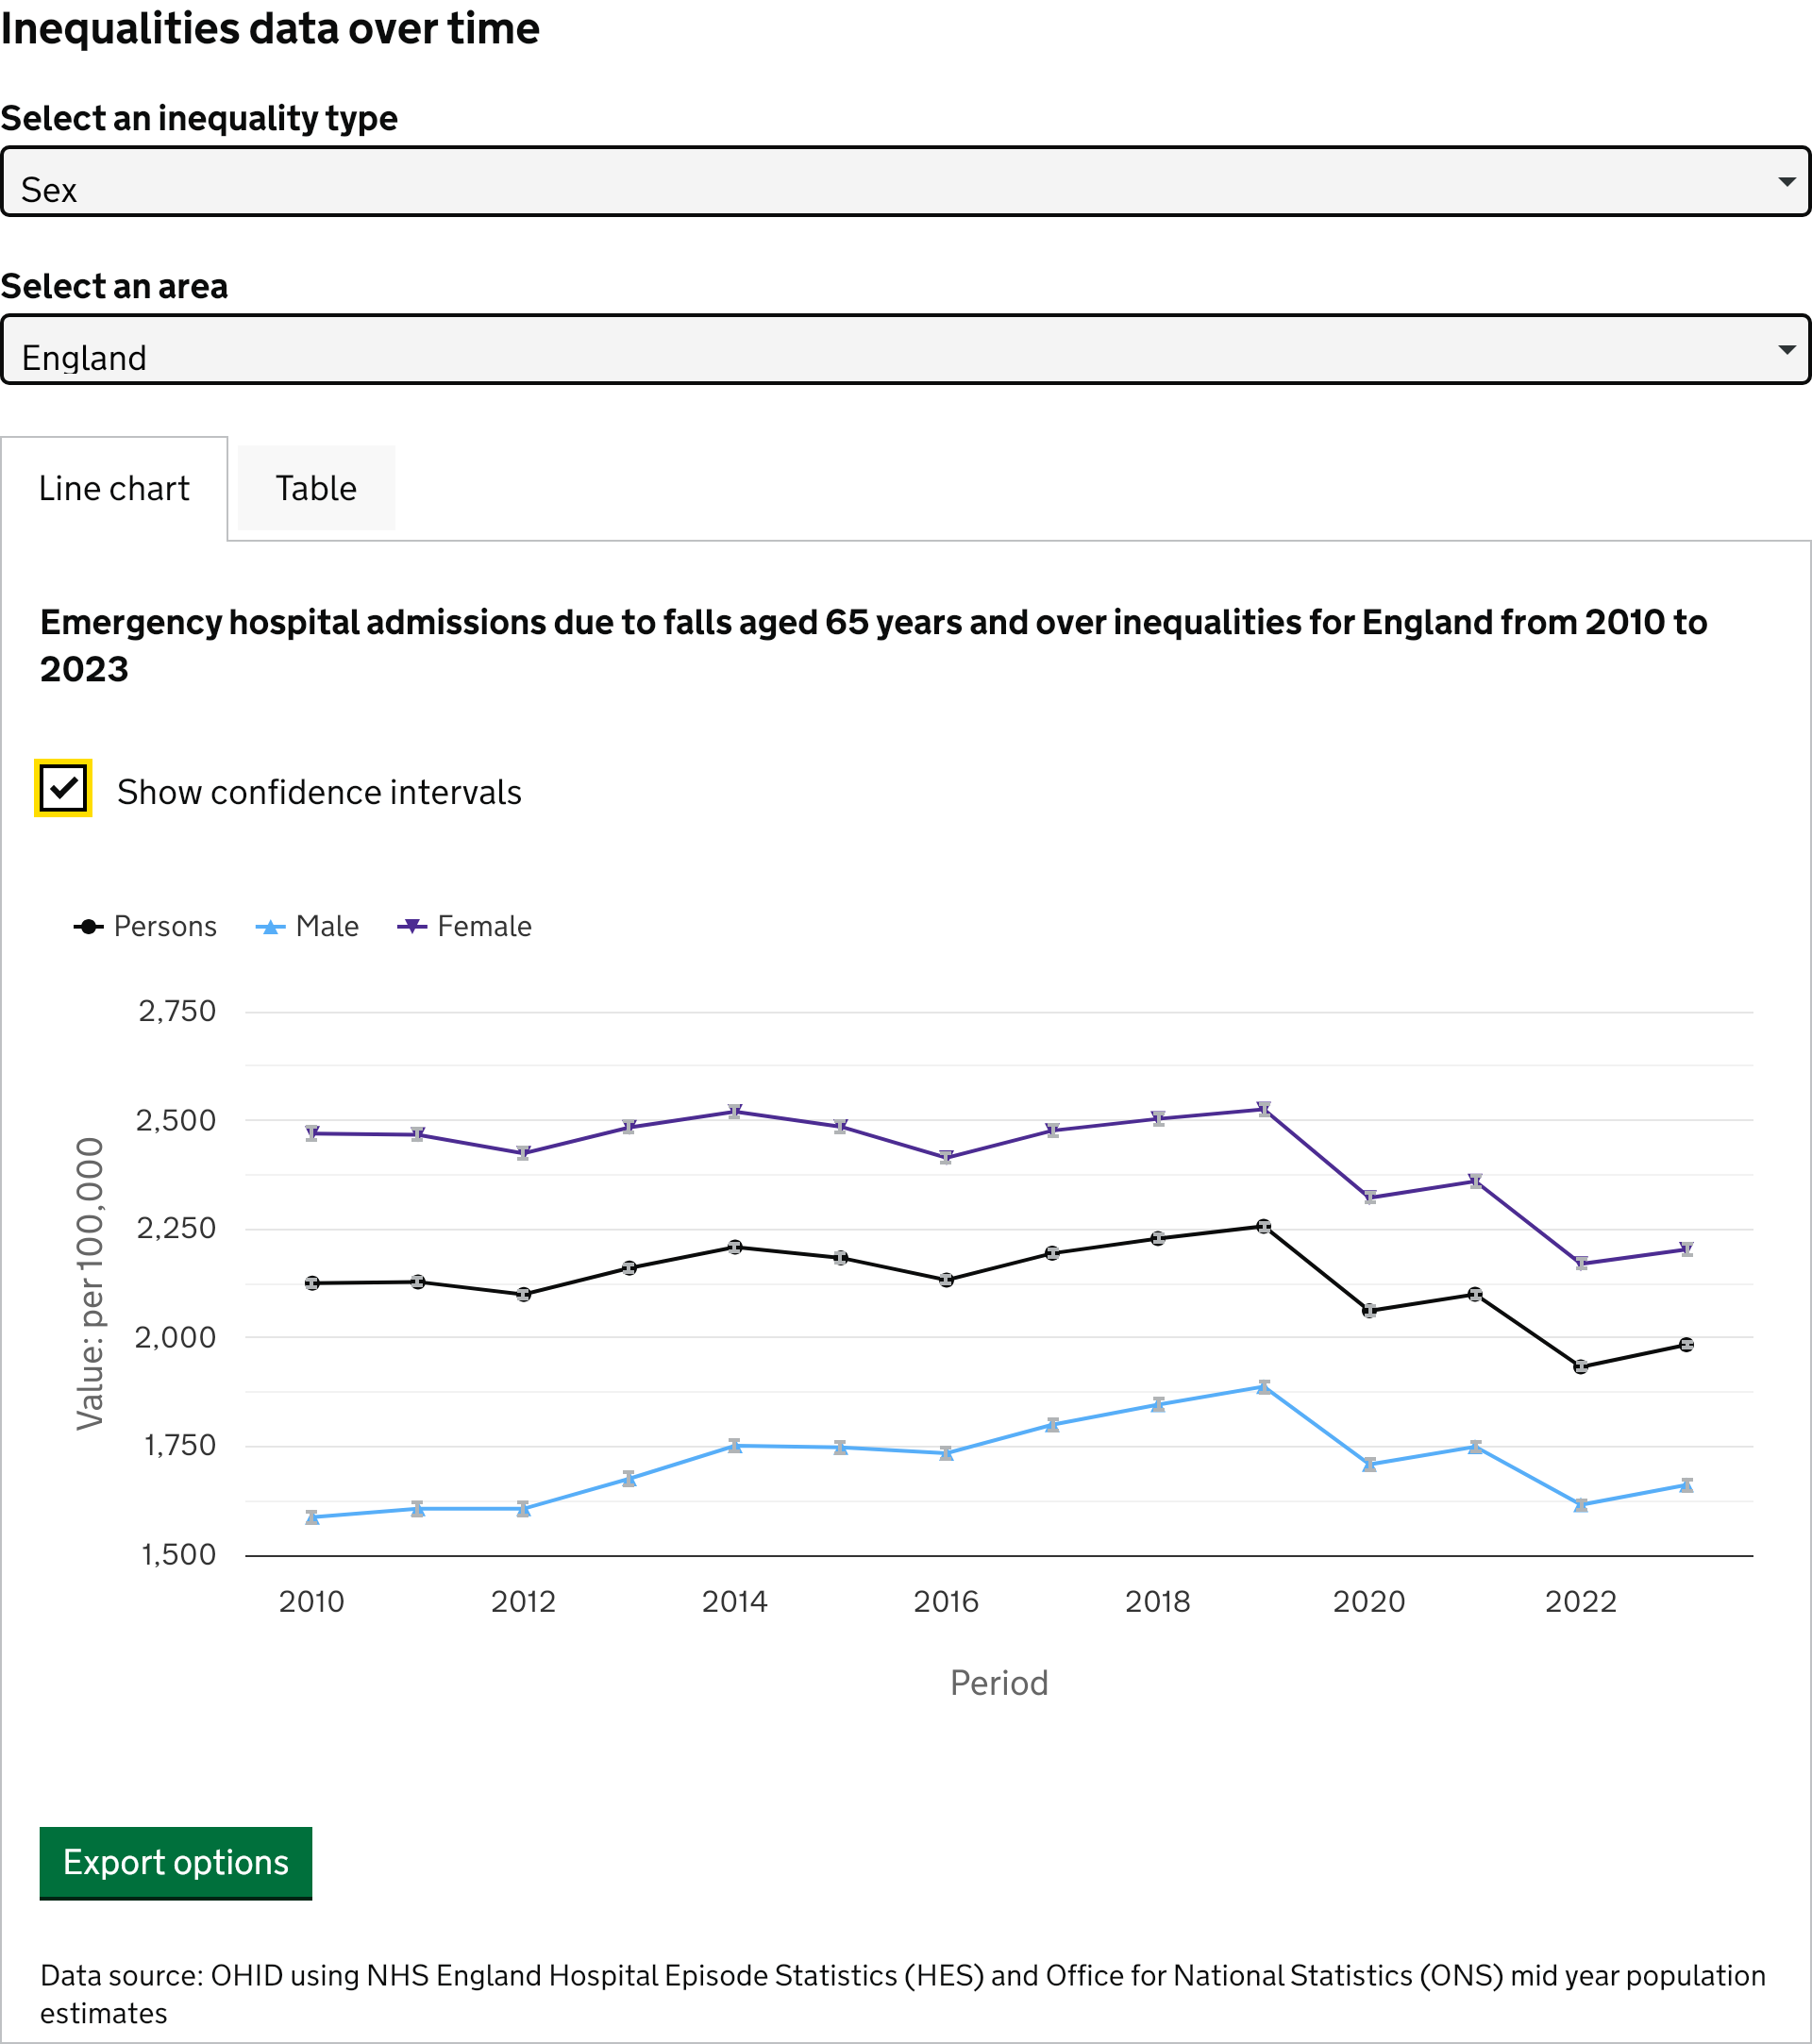 Inequalities data over time
Select an inequality type
Sex
Select an area
England
Line chart Table
Emergency hospital admissions due to falls aged 65 years and over inequalities for England from 2010 to
2023
Show confidence intervals
Persons Male Female
Value: per 100,000
2,750
2,500
2,250
2,000
1,750
1,500
2010 2012 2014 2016 2018 2020 2022
Period
Export options
Data source: OHID using NHS England Hospital Episode Statistics (HES) and Office for National Statistics (ONS) mid year population
estimates